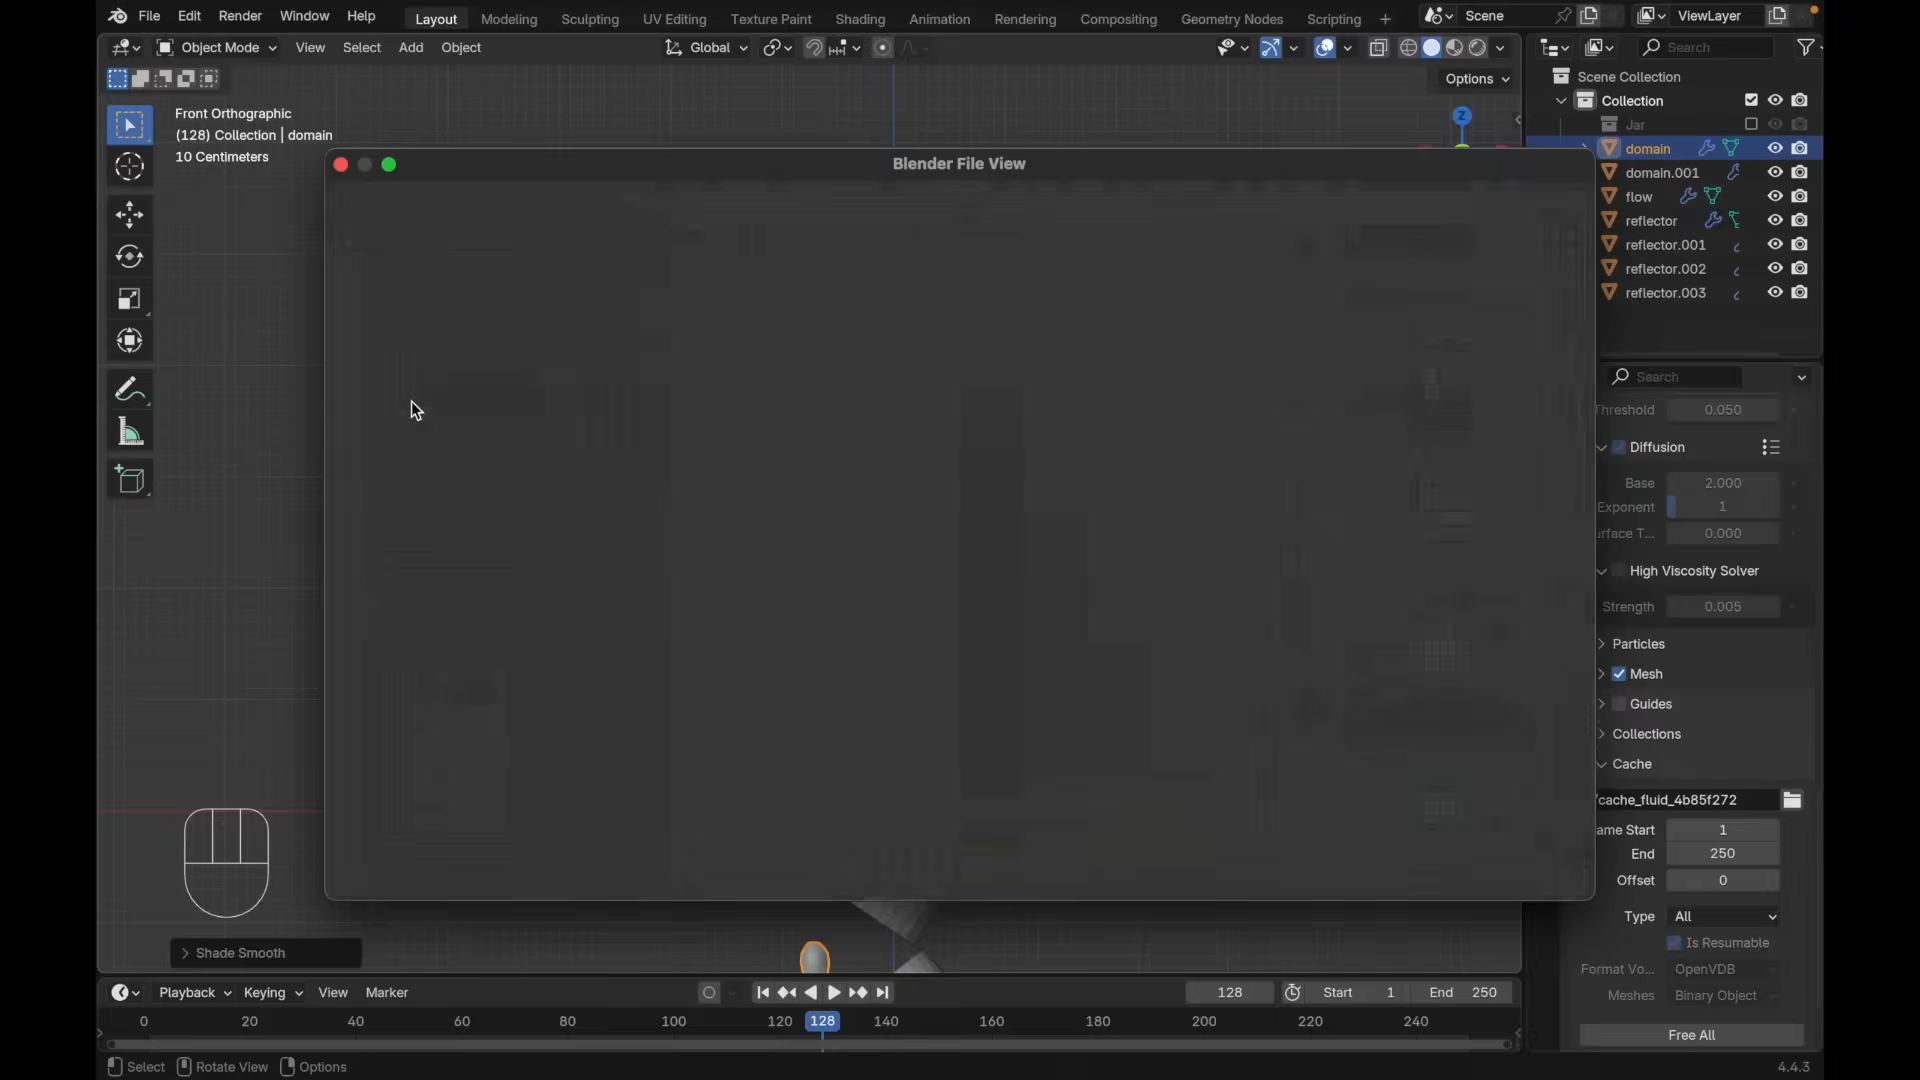 File Edit Render Window Help Layout Modeling Sculpting UV Editing Texture Paint Shading Animation Rendering Compositing Geometry Nodes Scripting + Scene ViewLayer
Object Mode View Select Add Object Global Search
Options
Front Orthographic
(128) Collection | domain
10 Centimeters
Z
Scene Collection
Collection
Jar
domain
domain.001
flow
reflector
reflector.001
reflector.002
reflector.003
Blender File View
Search
Threshold 0.050
Diffusion
Base 2.000
Exponent 1
urface T... 0.000
High Viscosity Solver
Strength 0.005
Particles
Mesh
Guides
Collections
Cache
/cache_fluid_4b85f272
ame Start 1
End 250
Offset 0
Type All
Is Resumable
Format Vo... OpenVDB
Meshes Binary Object
Free All
Shade Smooth
Playback Keying View Marker 128 Start 1 End 250
0 20 40 60 80 100 120 128 140 160 180 200 220 240
Select Rotate View Options 4.4.3